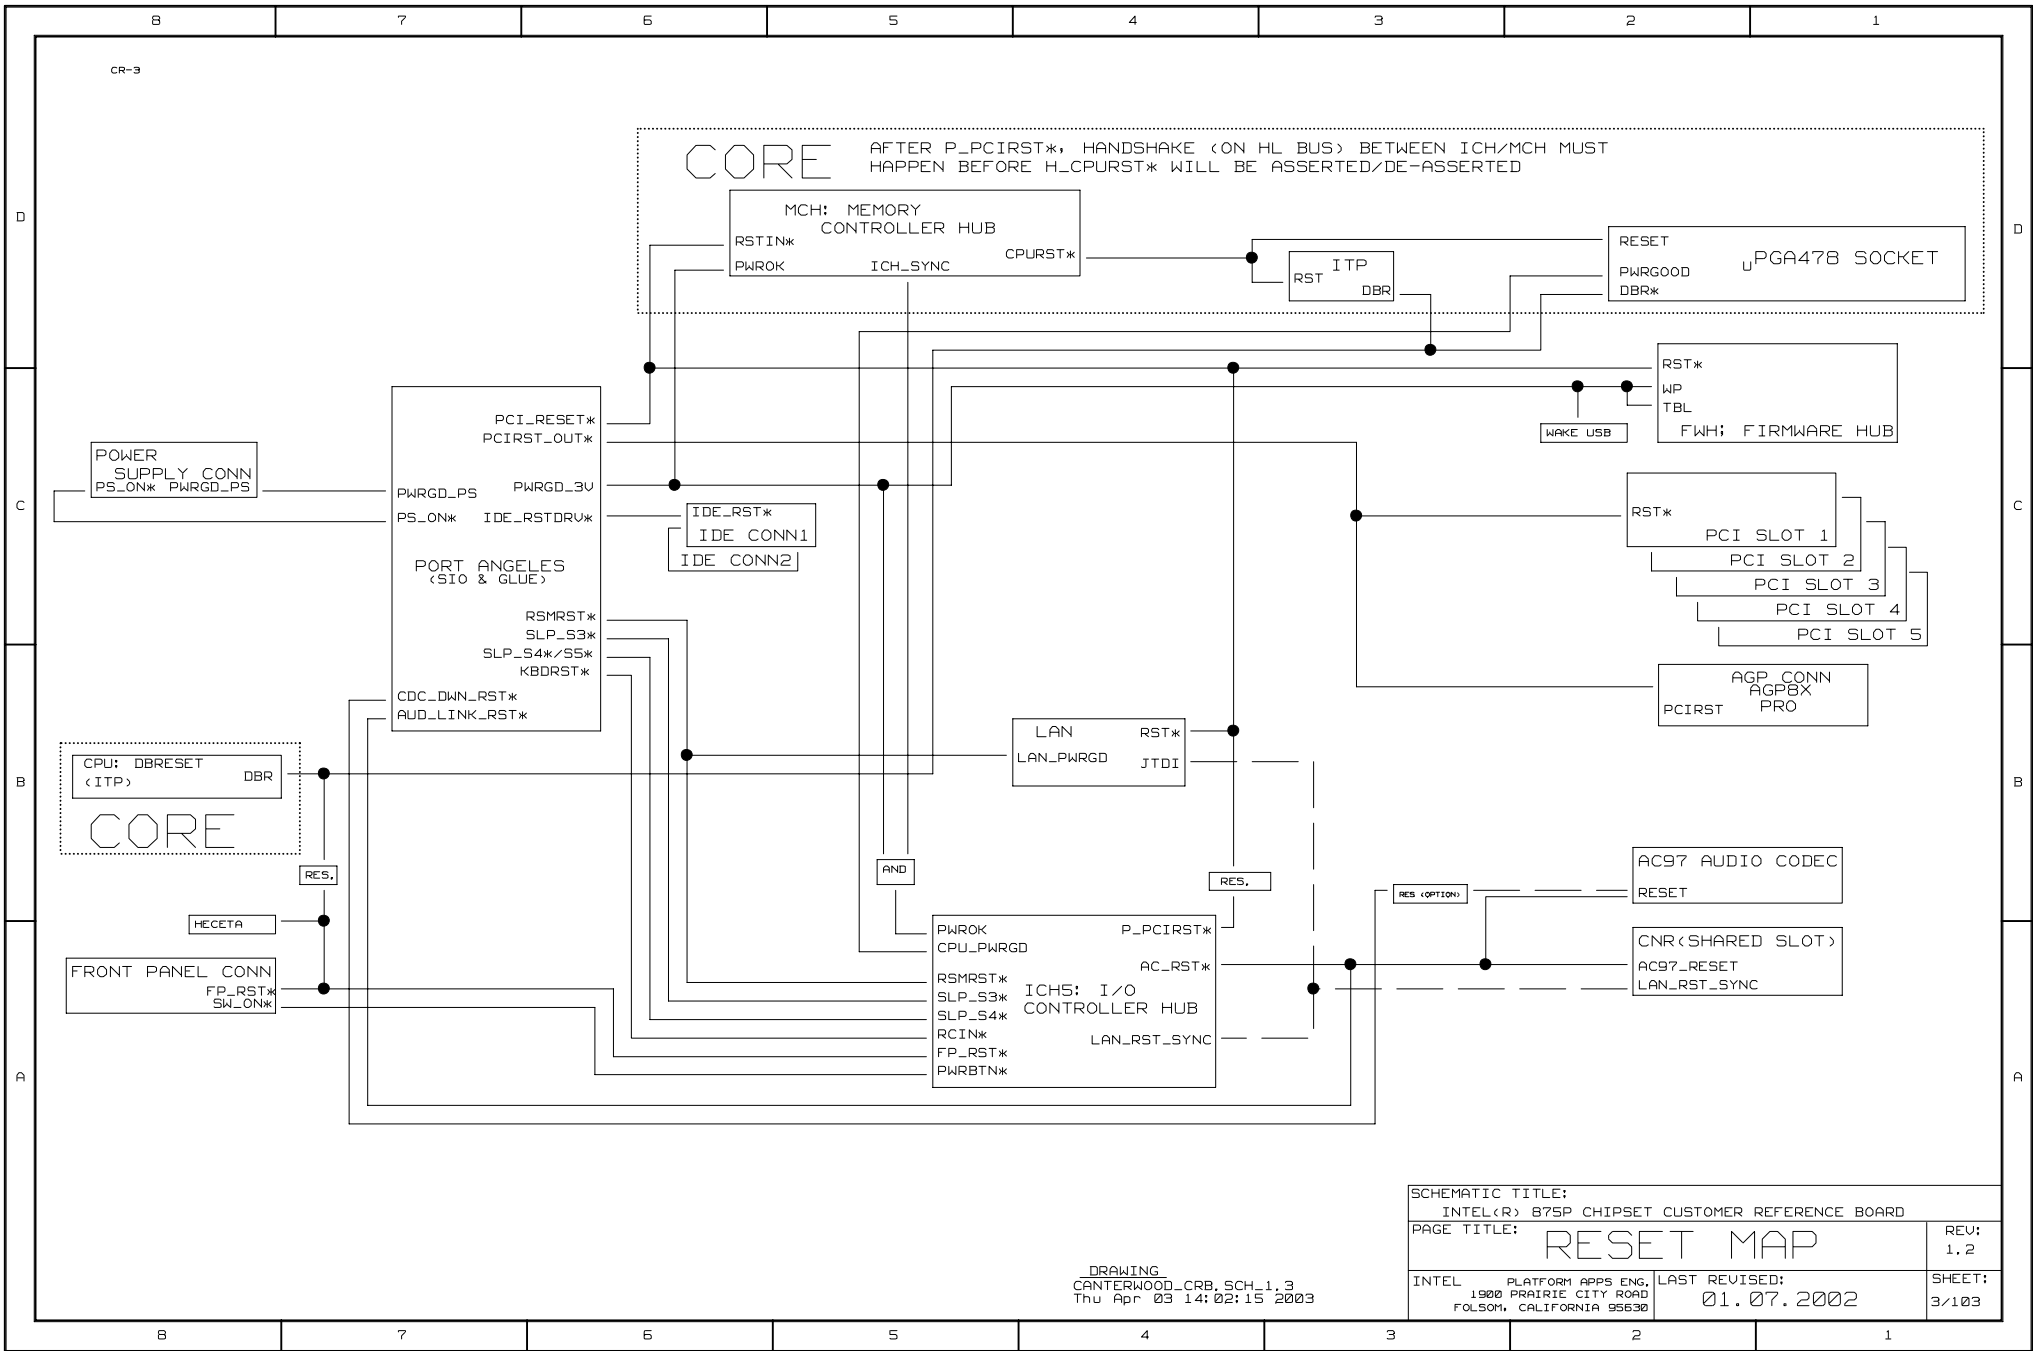 8 7 6 5 4 3 2 1
CR-3
CORE
AFTER P_PCIRST*, HANDSHAKE (ON HL BUS) BETWEEN ICH/MCH MUST
HAPPEN BEFORE H_CPURST* WILL BE ASSERTED/DE-ASSERTED
D
D
MCH: MEMORY
CONTROLLER HUB
RSTIN*
CPURST*
PWROK
ICH_SYNC
ITP
RST
DBR
RESET
uPGA478 SOCKET
PWRGOOD
DBR*
RST*
WP
TBL
FWH: FIRMWARE HUB
WAKE USB
PCI_RESET*
PCIRST_OUT*
POWER
SUPPLY CONN
PS_ON* PWRGD_PS
PWRGD_PS
PWRGD_3V
PS_ON*
IDE_RSTDRV*
PORT ANGELES
(SIO & GLUE)
IDE_RST*
IDE CONN1
IDE CONN2
C
C
RST*
PCI SLOT 1
PCI SLOT 2
PCI SLOT 3
PCI SLOT 4
PCI SLOT 5
RSMRST*
SLP_S3*
SLP_S4*/S5*
KBDRST*
CDC_DWN_RST*
AUD_LINK_RST*
AGP CONN
AGP8X
PRO
PCIRST
LAN
RST*
LAN_PWRGD
JTDI
B
B
CPU: DBRESET
(ITP)
DBR
CORE
RES.
AND
RES.
RES (OPTION)
AC97 AUDIO CODEC
RESET
HECETA
FRONT PANEL CONN
FP_RST*
SW_ON*
PWROK
P_PCIRST*
CPU_PWRGD
AC_RST*
RSMRST*
SLP_S3*
ICH5: I/O
CONTROLLER HUB
SLP_S4*
RCIN*
LAN_RST_SYNC
FP_RST*
PWRBTN*
CNR(SHARED SLOT)
AC97_RESET
LAN_RST_SYNC
A
A
SCHEMATIC TITLE:
INTEL(R) 875P CHIPSET CUSTOMER REFERENCE BOARD
PAGE TITLE:
RESET MAP
REV:
1.2
INTEL
PLATFORM APPS ENG.
1900 PRAIRIE CITY ROAD
FOLSOM, CALIFORNIA 95630
LAST REVISED:
01.07.2002
SHEET:
3/103
DRAWING
CANTERWOOD_CRB.SCH_1.3
Thu Apr 03 14:02:15 2003
8 7 6 5 4 3 2 1